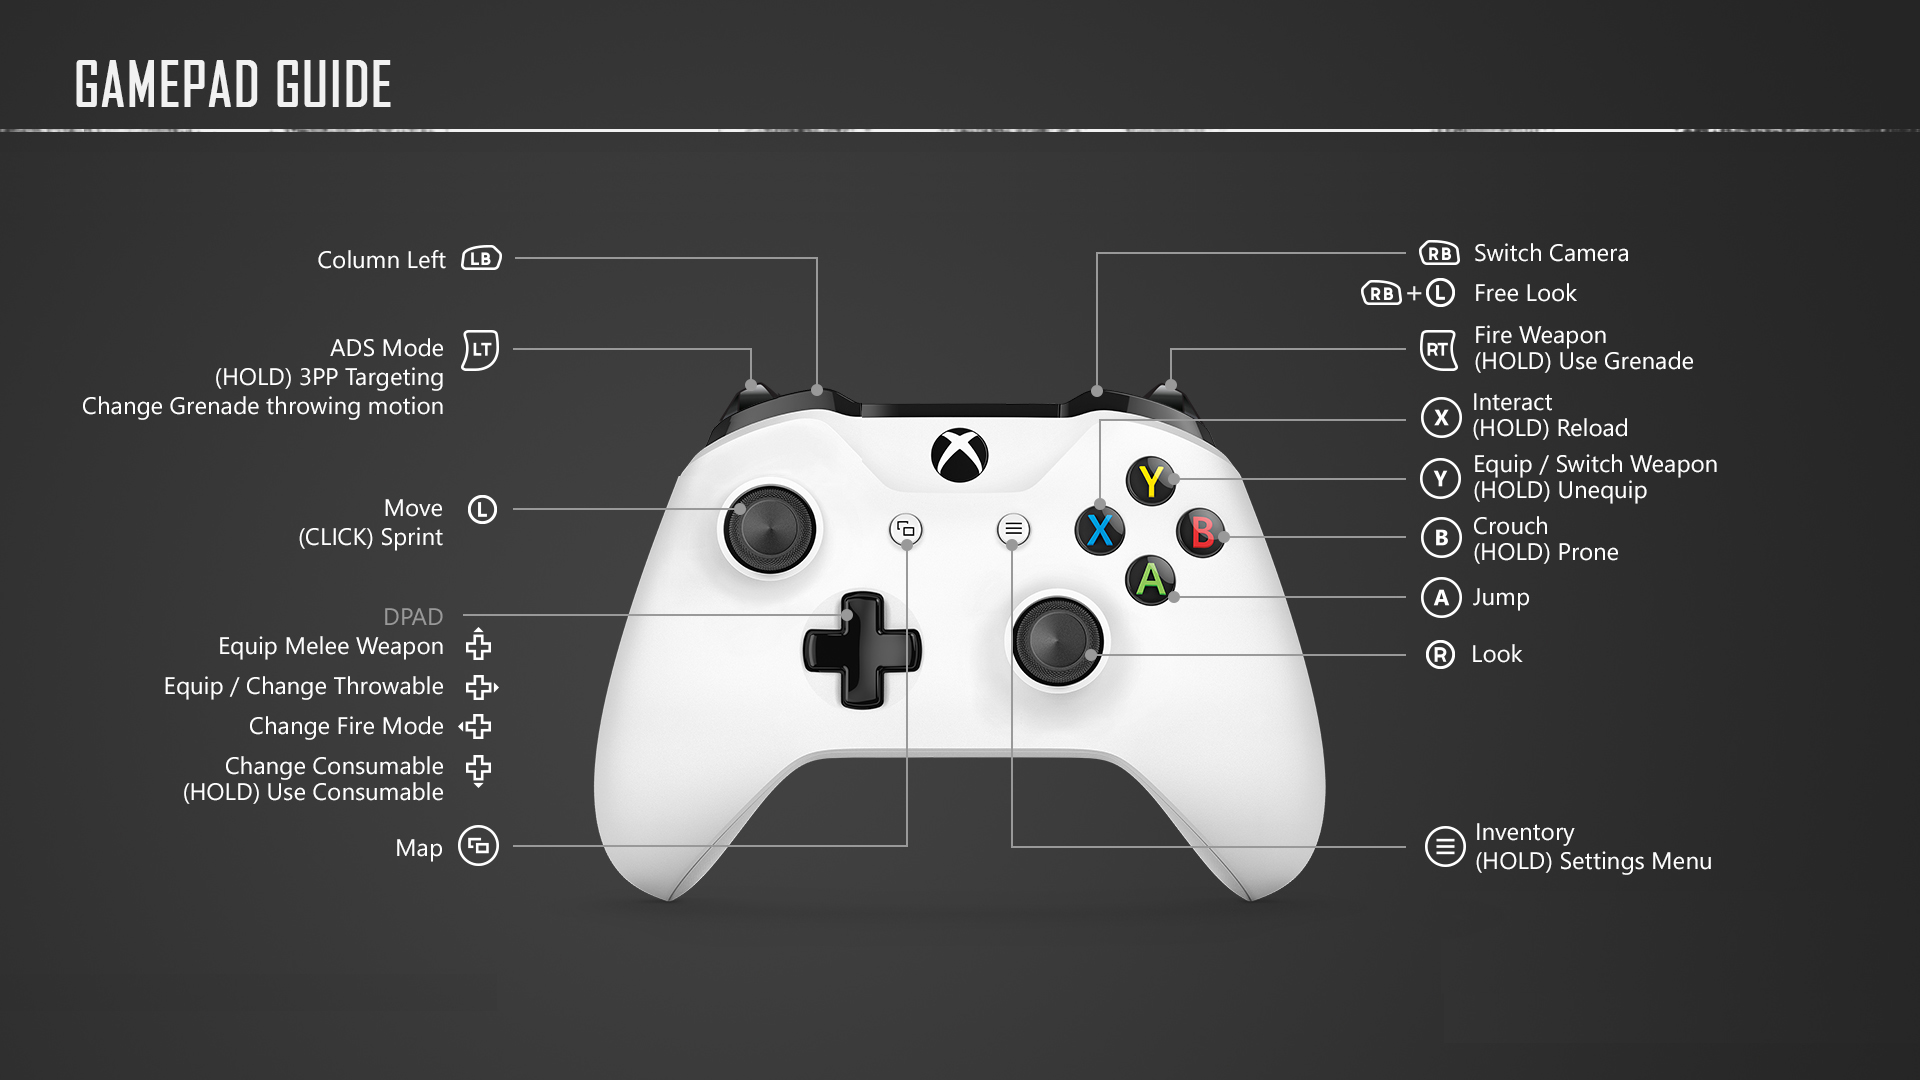 GAMEPAD GUIDE
Column Left LB
ADS Mode LT
(HOLD) 3PP Targeting
Change Grenade throwing motion
Move L
(CLICK) Sprint
DPAD
Equip Melee Weapon
Equip / Change Throwable
Change Fire Mode
Change Consumable
(HOLD) Use Consumable
Map
RB Switch Camera
RB + L Free Look
RT Fire Weapon
(HOLD) Use Grenade
X Interact
(HOLD) Reload
Y Equip / Switch Weapon
(HOLD) Unequip
B Crouch
(HOLD) Prone
A Jump
R Look
Inventory
(HOLD) Settings Menu
Y
X
B
A